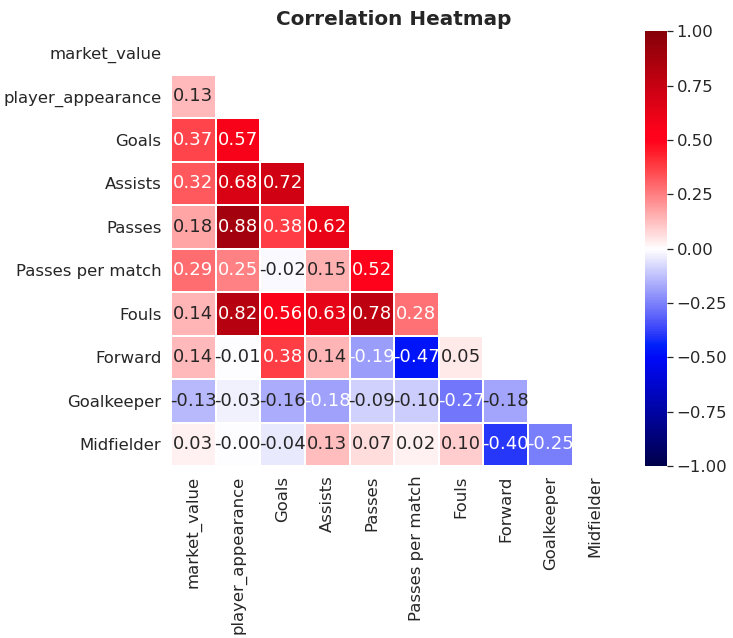 Correlation Heatmap
market_value
player_appearance 0.13
Goals 0.37 0.57
Assists 0.32 0.68 0.72
Passes 0.18 0.88 0.38 0.62
Passes per match 0.29 0.25 -0.02 0.15 0.52
Fouls 0.14 0.82 0.56 0.63 0.78 0.28
Forward 0.14 -0.01 0.38 0.14 -0.19 -0.47 0.05
Goalkeeper -0.13 -0.03 -0.16 -0.18 -0.09 -0.10 -0.27 -0.18
Midfielder 0.03 -0.00 -0.04 0.13 0.07 0.02 0.10 -0.40 -0.25
market_value
player_appearance
Goals
Assists
Passes
Passes per match
Fouls
Forward
Goalkeeper
Midfielder
1.00
0.75
0.50
0.25
0.00
−0.25
−0.50
−0.75
−1.00